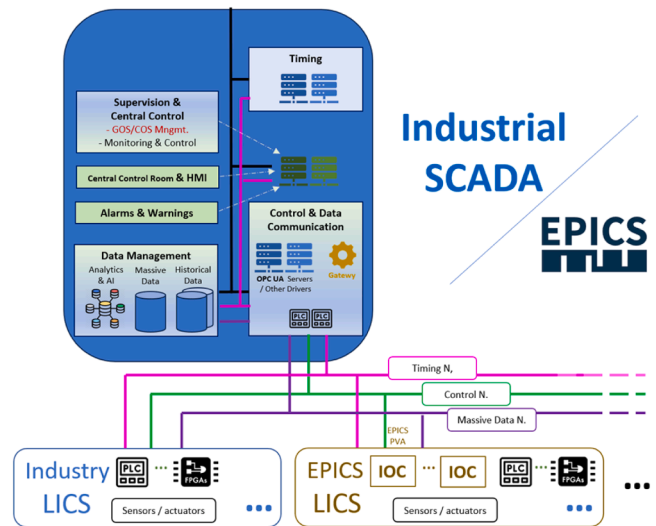 Timing
Supervision &
Central Control
- GOS/COS Mngmt.
- Monitoring & Control
Central Control Room & HMI
Alarms & Warnings
Control & Data
Communication
OPC UA Servers
/ Other Drivers
Gatewy
PLC PLC
Data Management
Analytics
& AI
Massive
Data
Historical
Data
Industrial
SCADA
EPICS
Timing N,
Control N.
Massive Data N.
EPICS
PVA
Industry
LICS
PLC
...
FPGAs
Sensors / actuators
...
EPICS
LICS
IOC ... IOC
PLC
...
FPGAs
Sensors / actuators
...
...